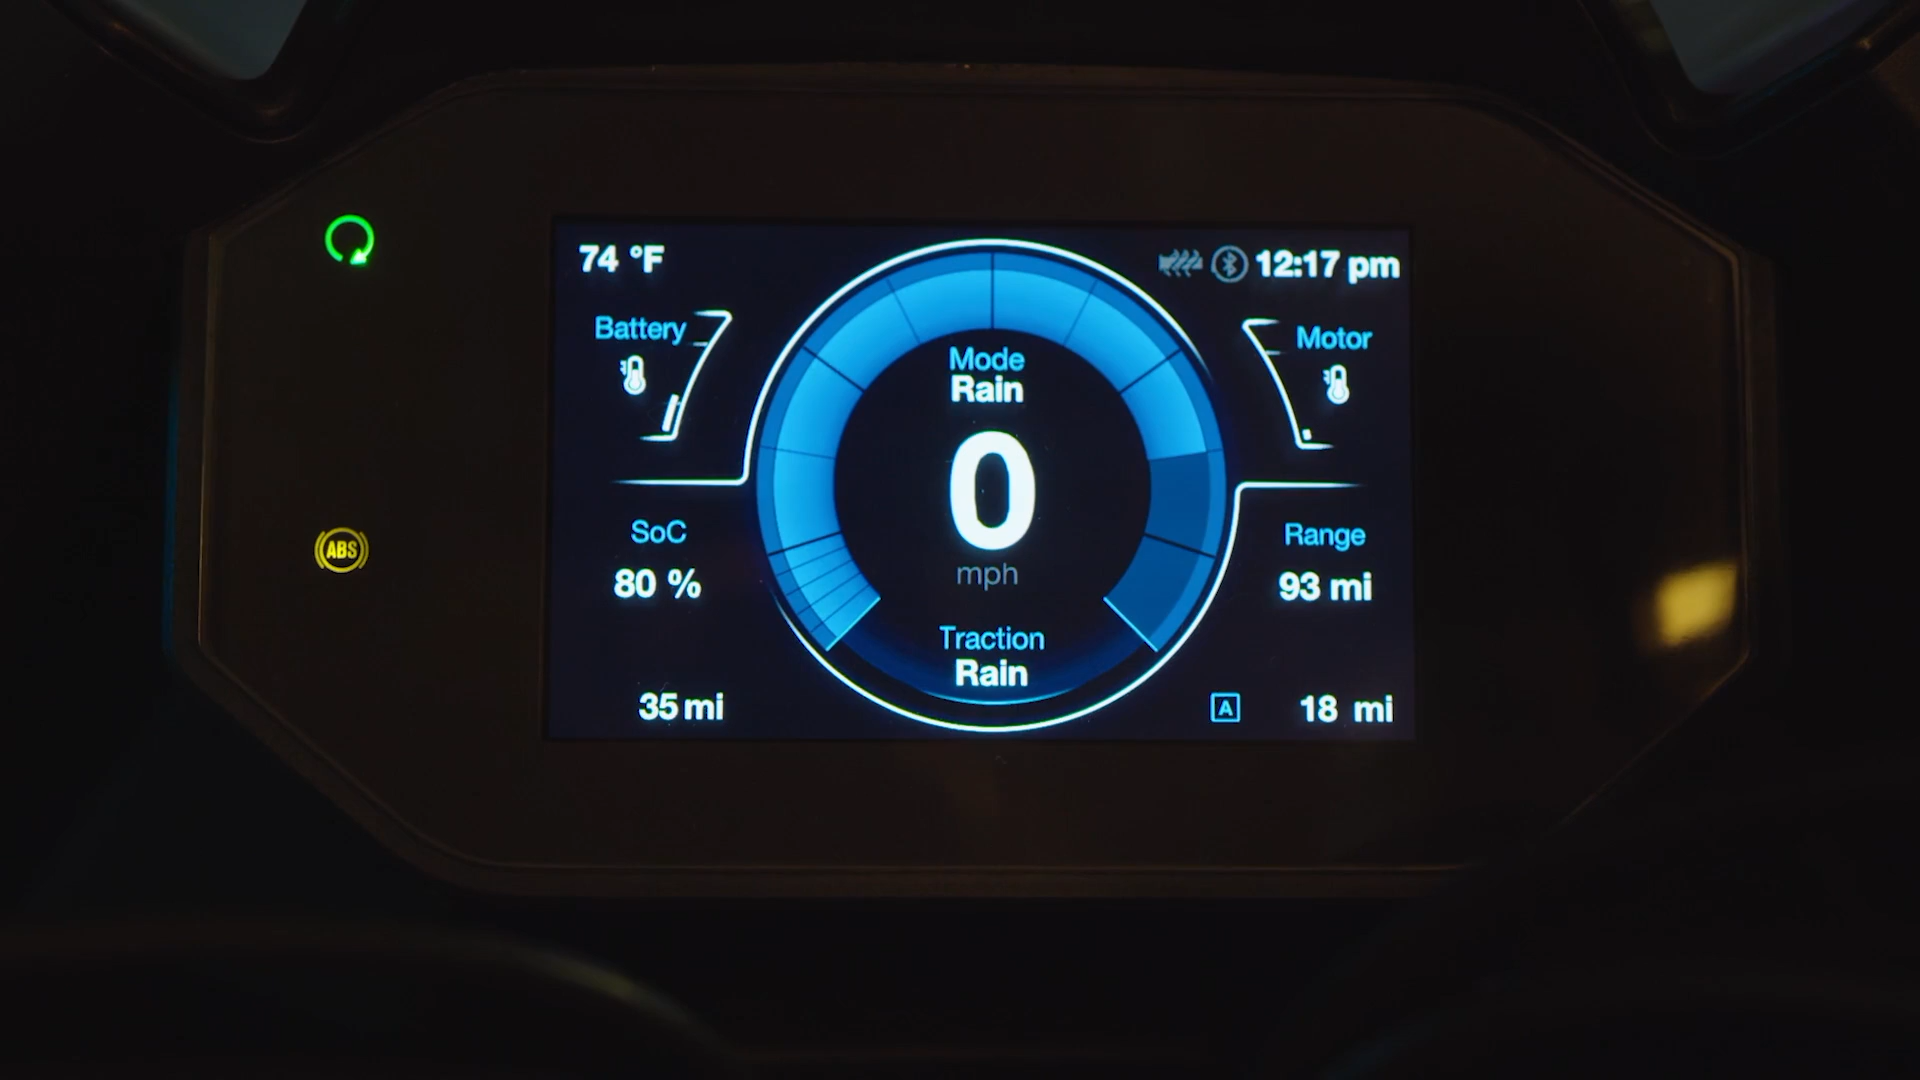 74 °F
12:17 pm
Battery
Motor
Mode
Rain
0
mph
ABS
SoC
80 %
Range
93 mi
Traction
Rain
35 mi
A
18 mi